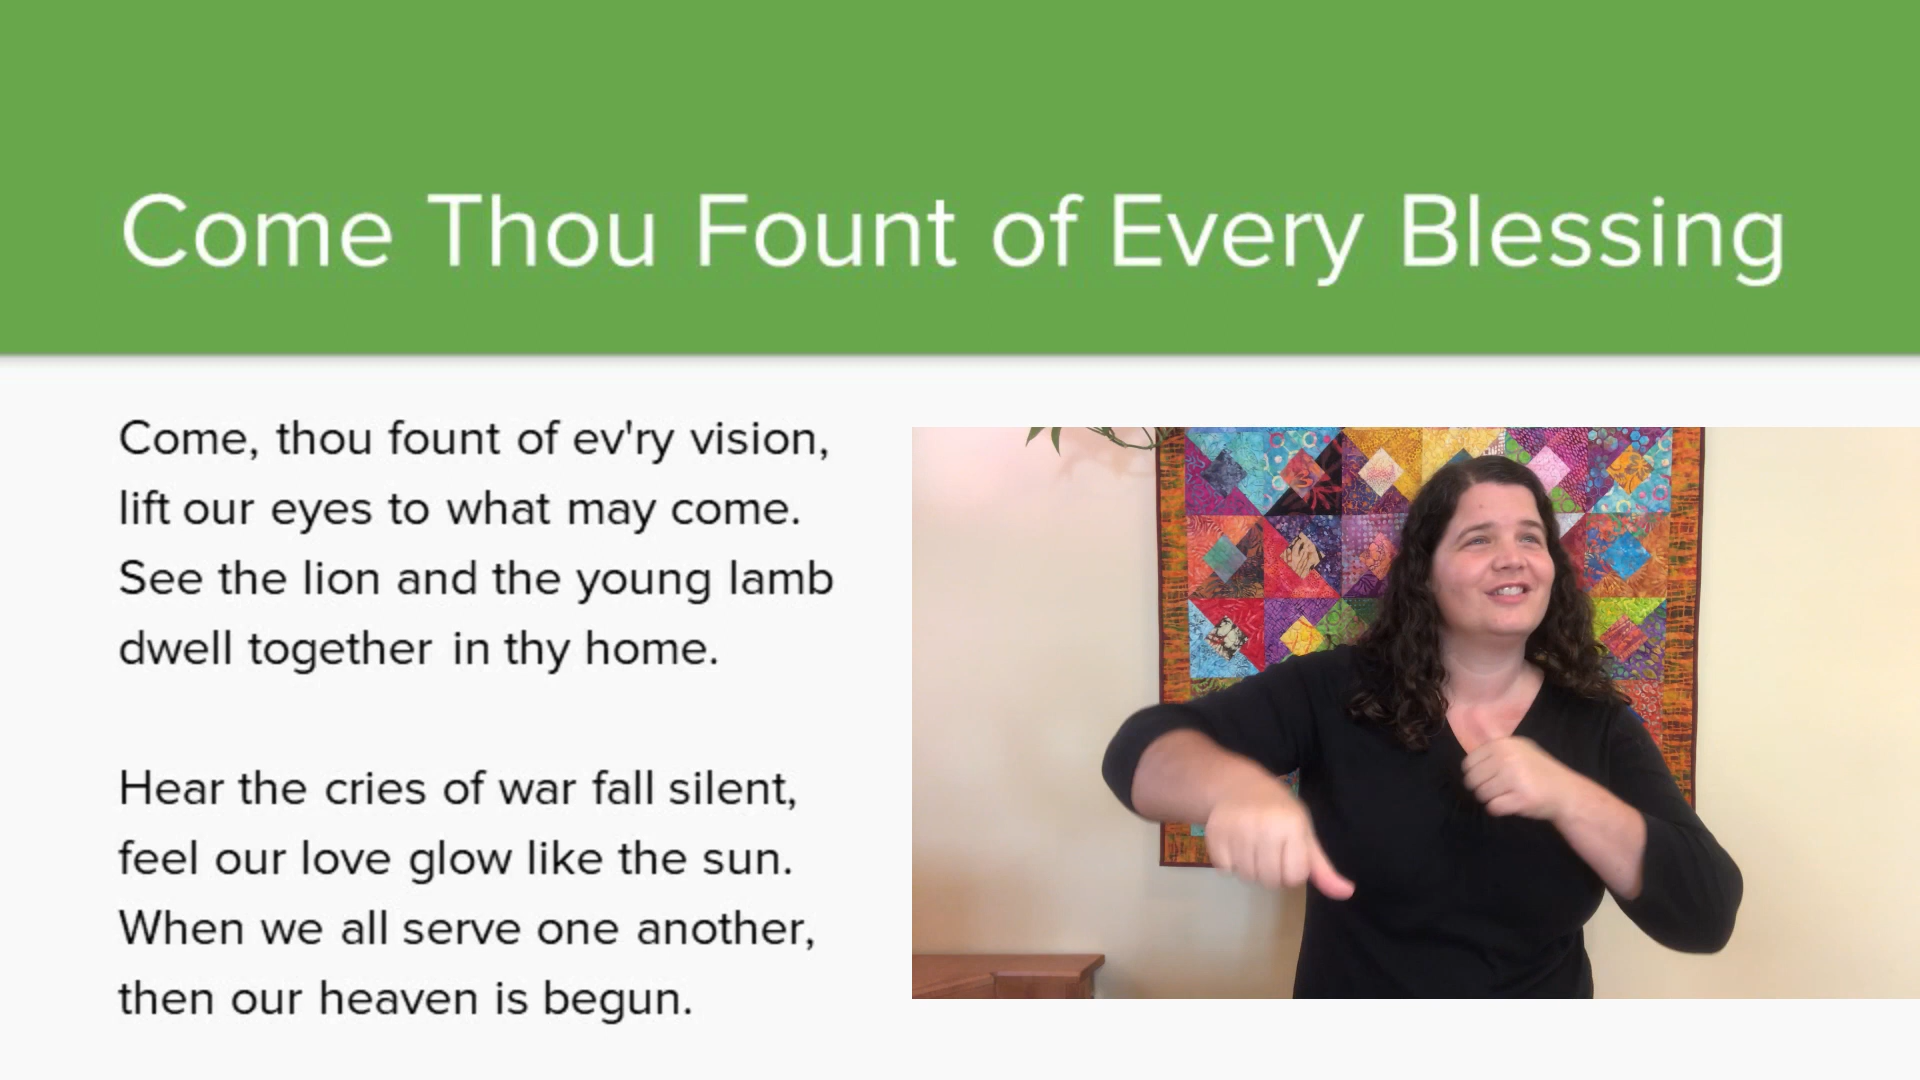 Come Thou Fount of Every Blessing
Come, thou fount of ev'ry vision,
lift our eyes to what may come.
See the lion and the young lamb
dwell together in thy home.
Hear the cries of war fall silent,
feel our love glow like the sun.
When we all serve one another,
then our heaven is begun.